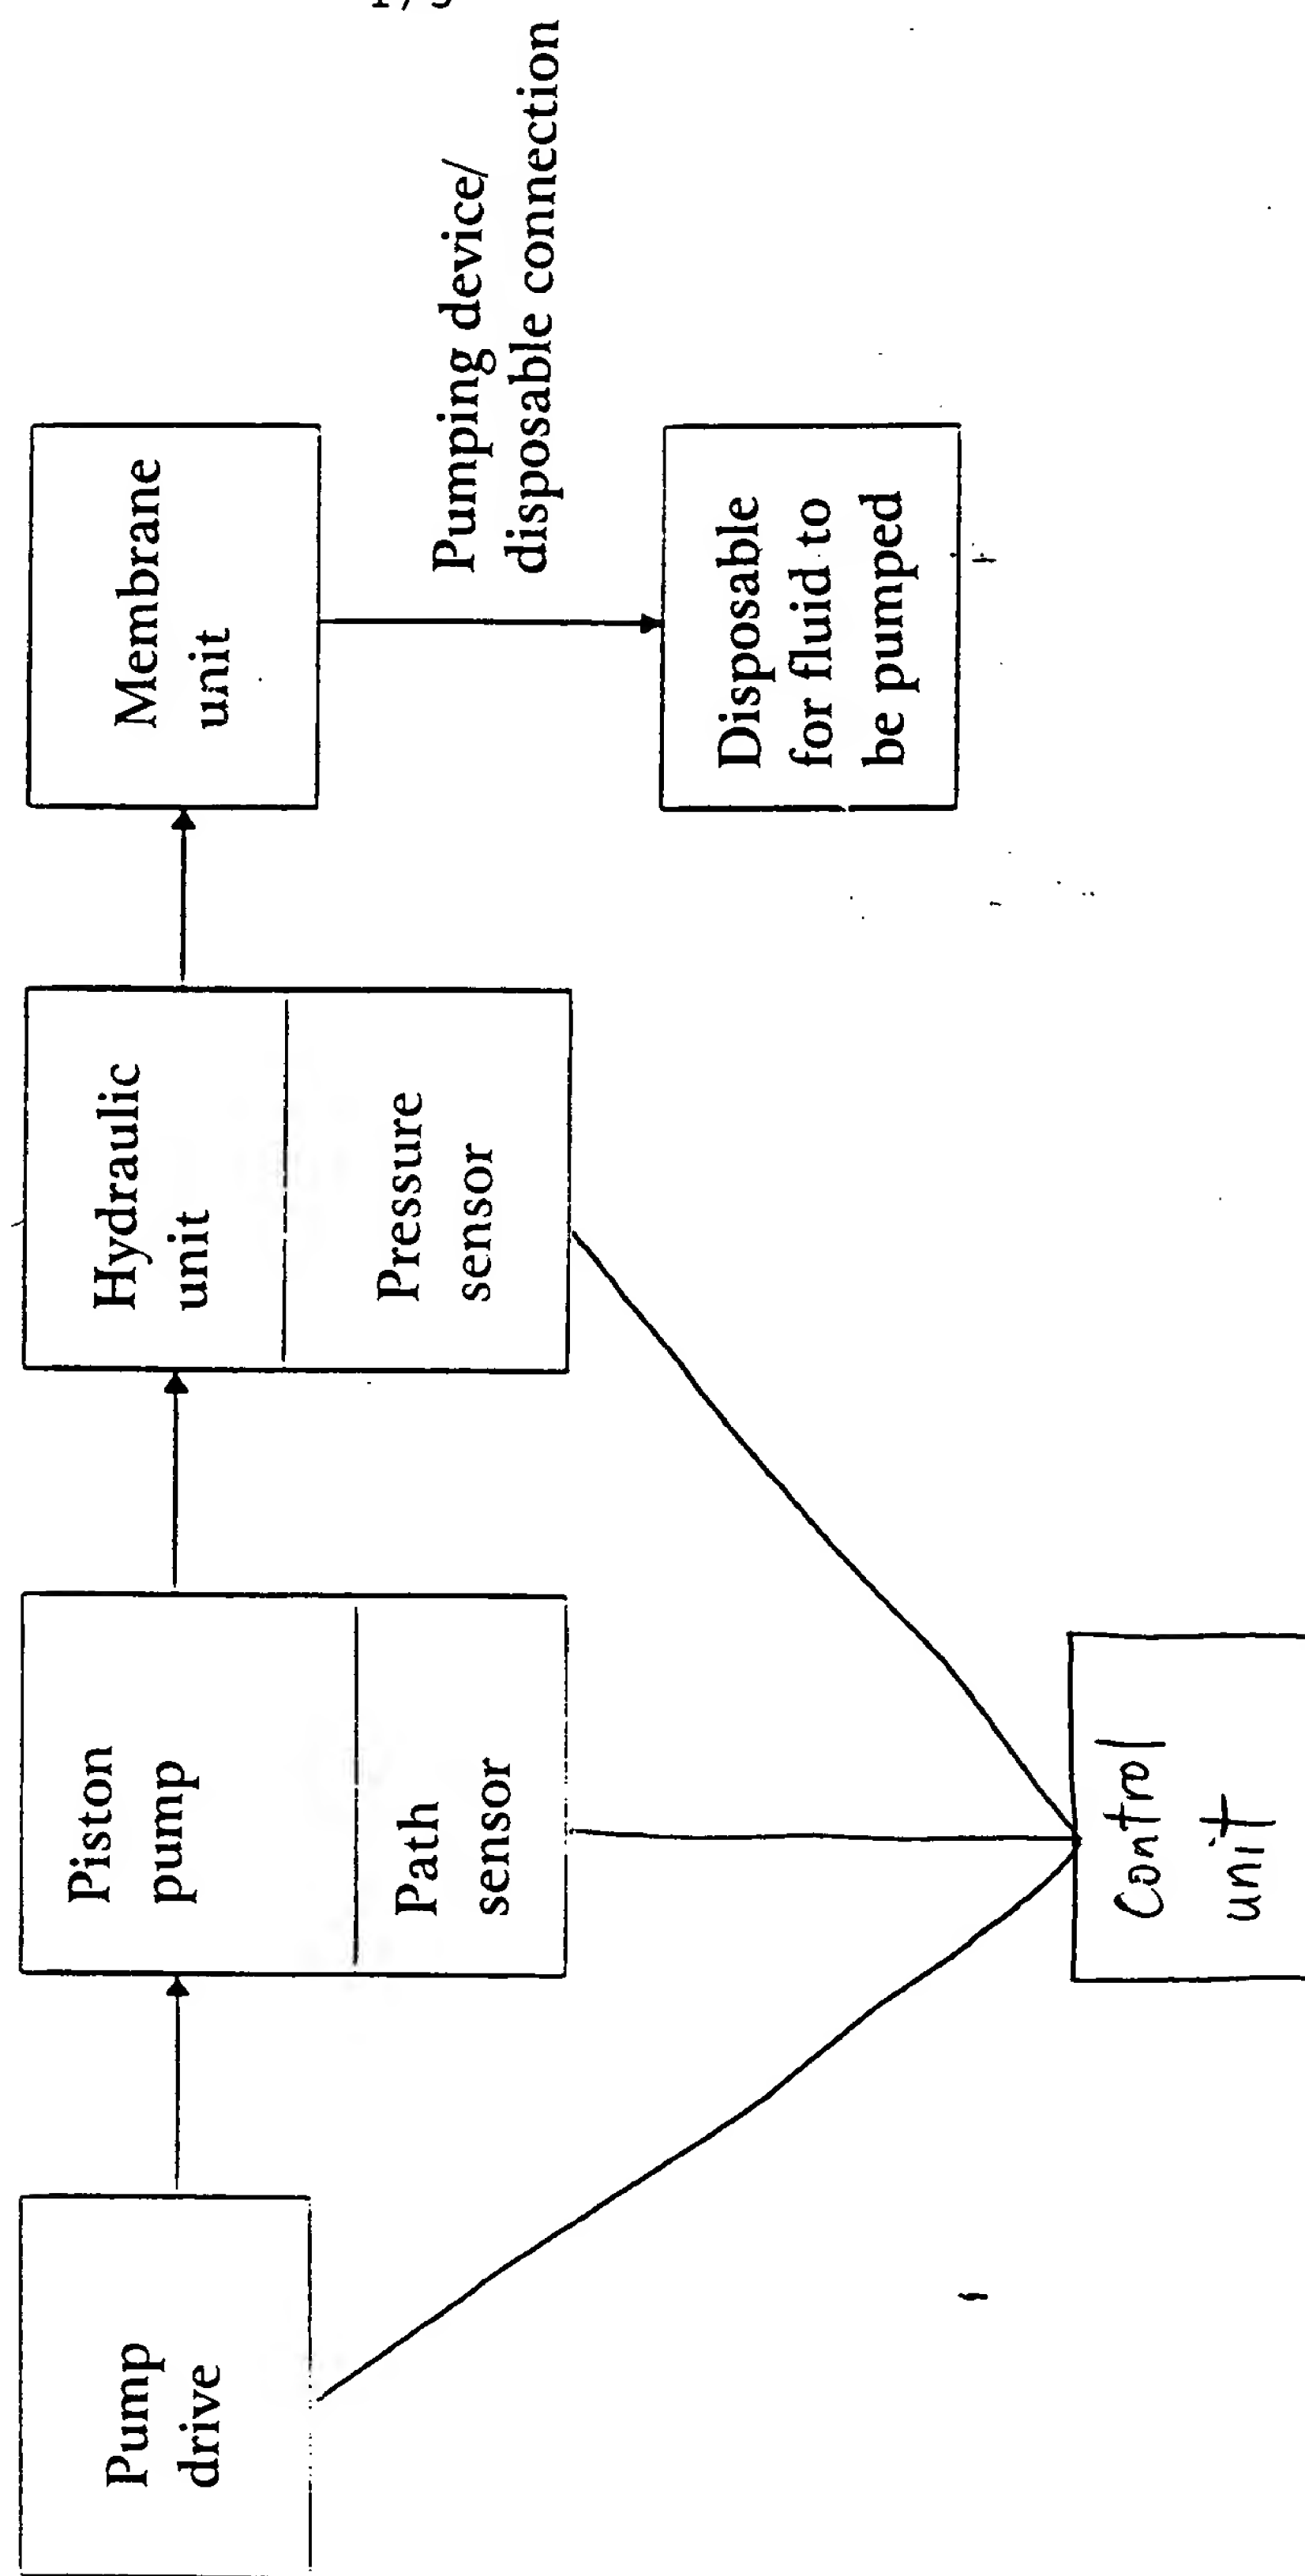 Pump
drive
Piston
pump
Path
sensor
Hydraulic
unit
Pressure
sensor
Membrane
unit
Pumping device/
disposable connection
Disposable
for fluid to
be pumped
Control
unit